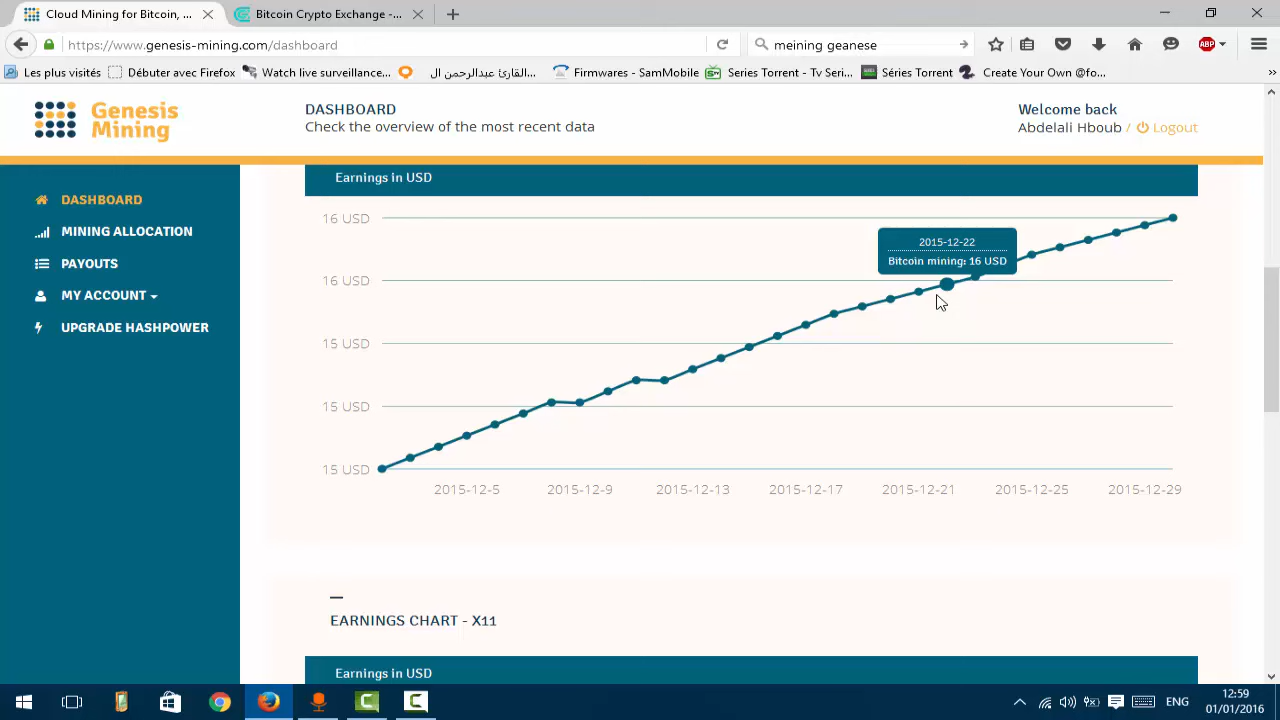 Cloud Mining - Dashboard
Bitcoin for Everyone! -...
https://www.genesis-mining.com/dashboard
meining geanese
ABP
Les plus visités
Débuter avec Firefox
Watch live surveillance...
القارئ عبدالرحمن ال...
Firmwares - SamMobile
Series Torrent - Tv Serv...
Séries Torrent
Create Your Own @fo...
Genesis
Mining
DASHBOARD
Check the overview of the most recent data
Welcome back
Abdelali Hboub / Logout
DASHBOARD
MINING ALLOCATION
PAYOUTS
MY ACCOUNT
UPGRADE HASHPOWER
Earnings in USD
16 USD
2015-12-22
Bitcoin mining: 16 USD
16 USD
15 USD
15 USD
15 USD
2015-12-5 2015-12-9 2015-12-13 2015-12-17 2015-12-21 2015-12-25 2015-12-29
EARNINGS CHART - X11
Earnings in USD
ENG
12:59
01/01/2016